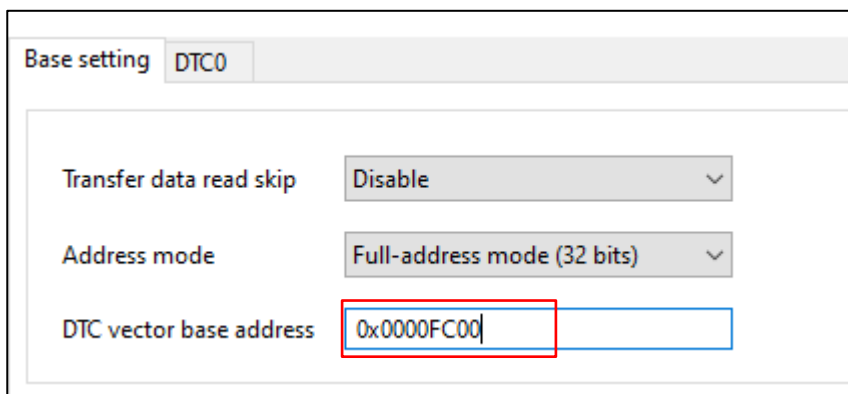 Base setting DTC0
Transfer data read skip Disable
Address mode Full-address mode (32 bits)
DTC vector base address 0x0000FC00